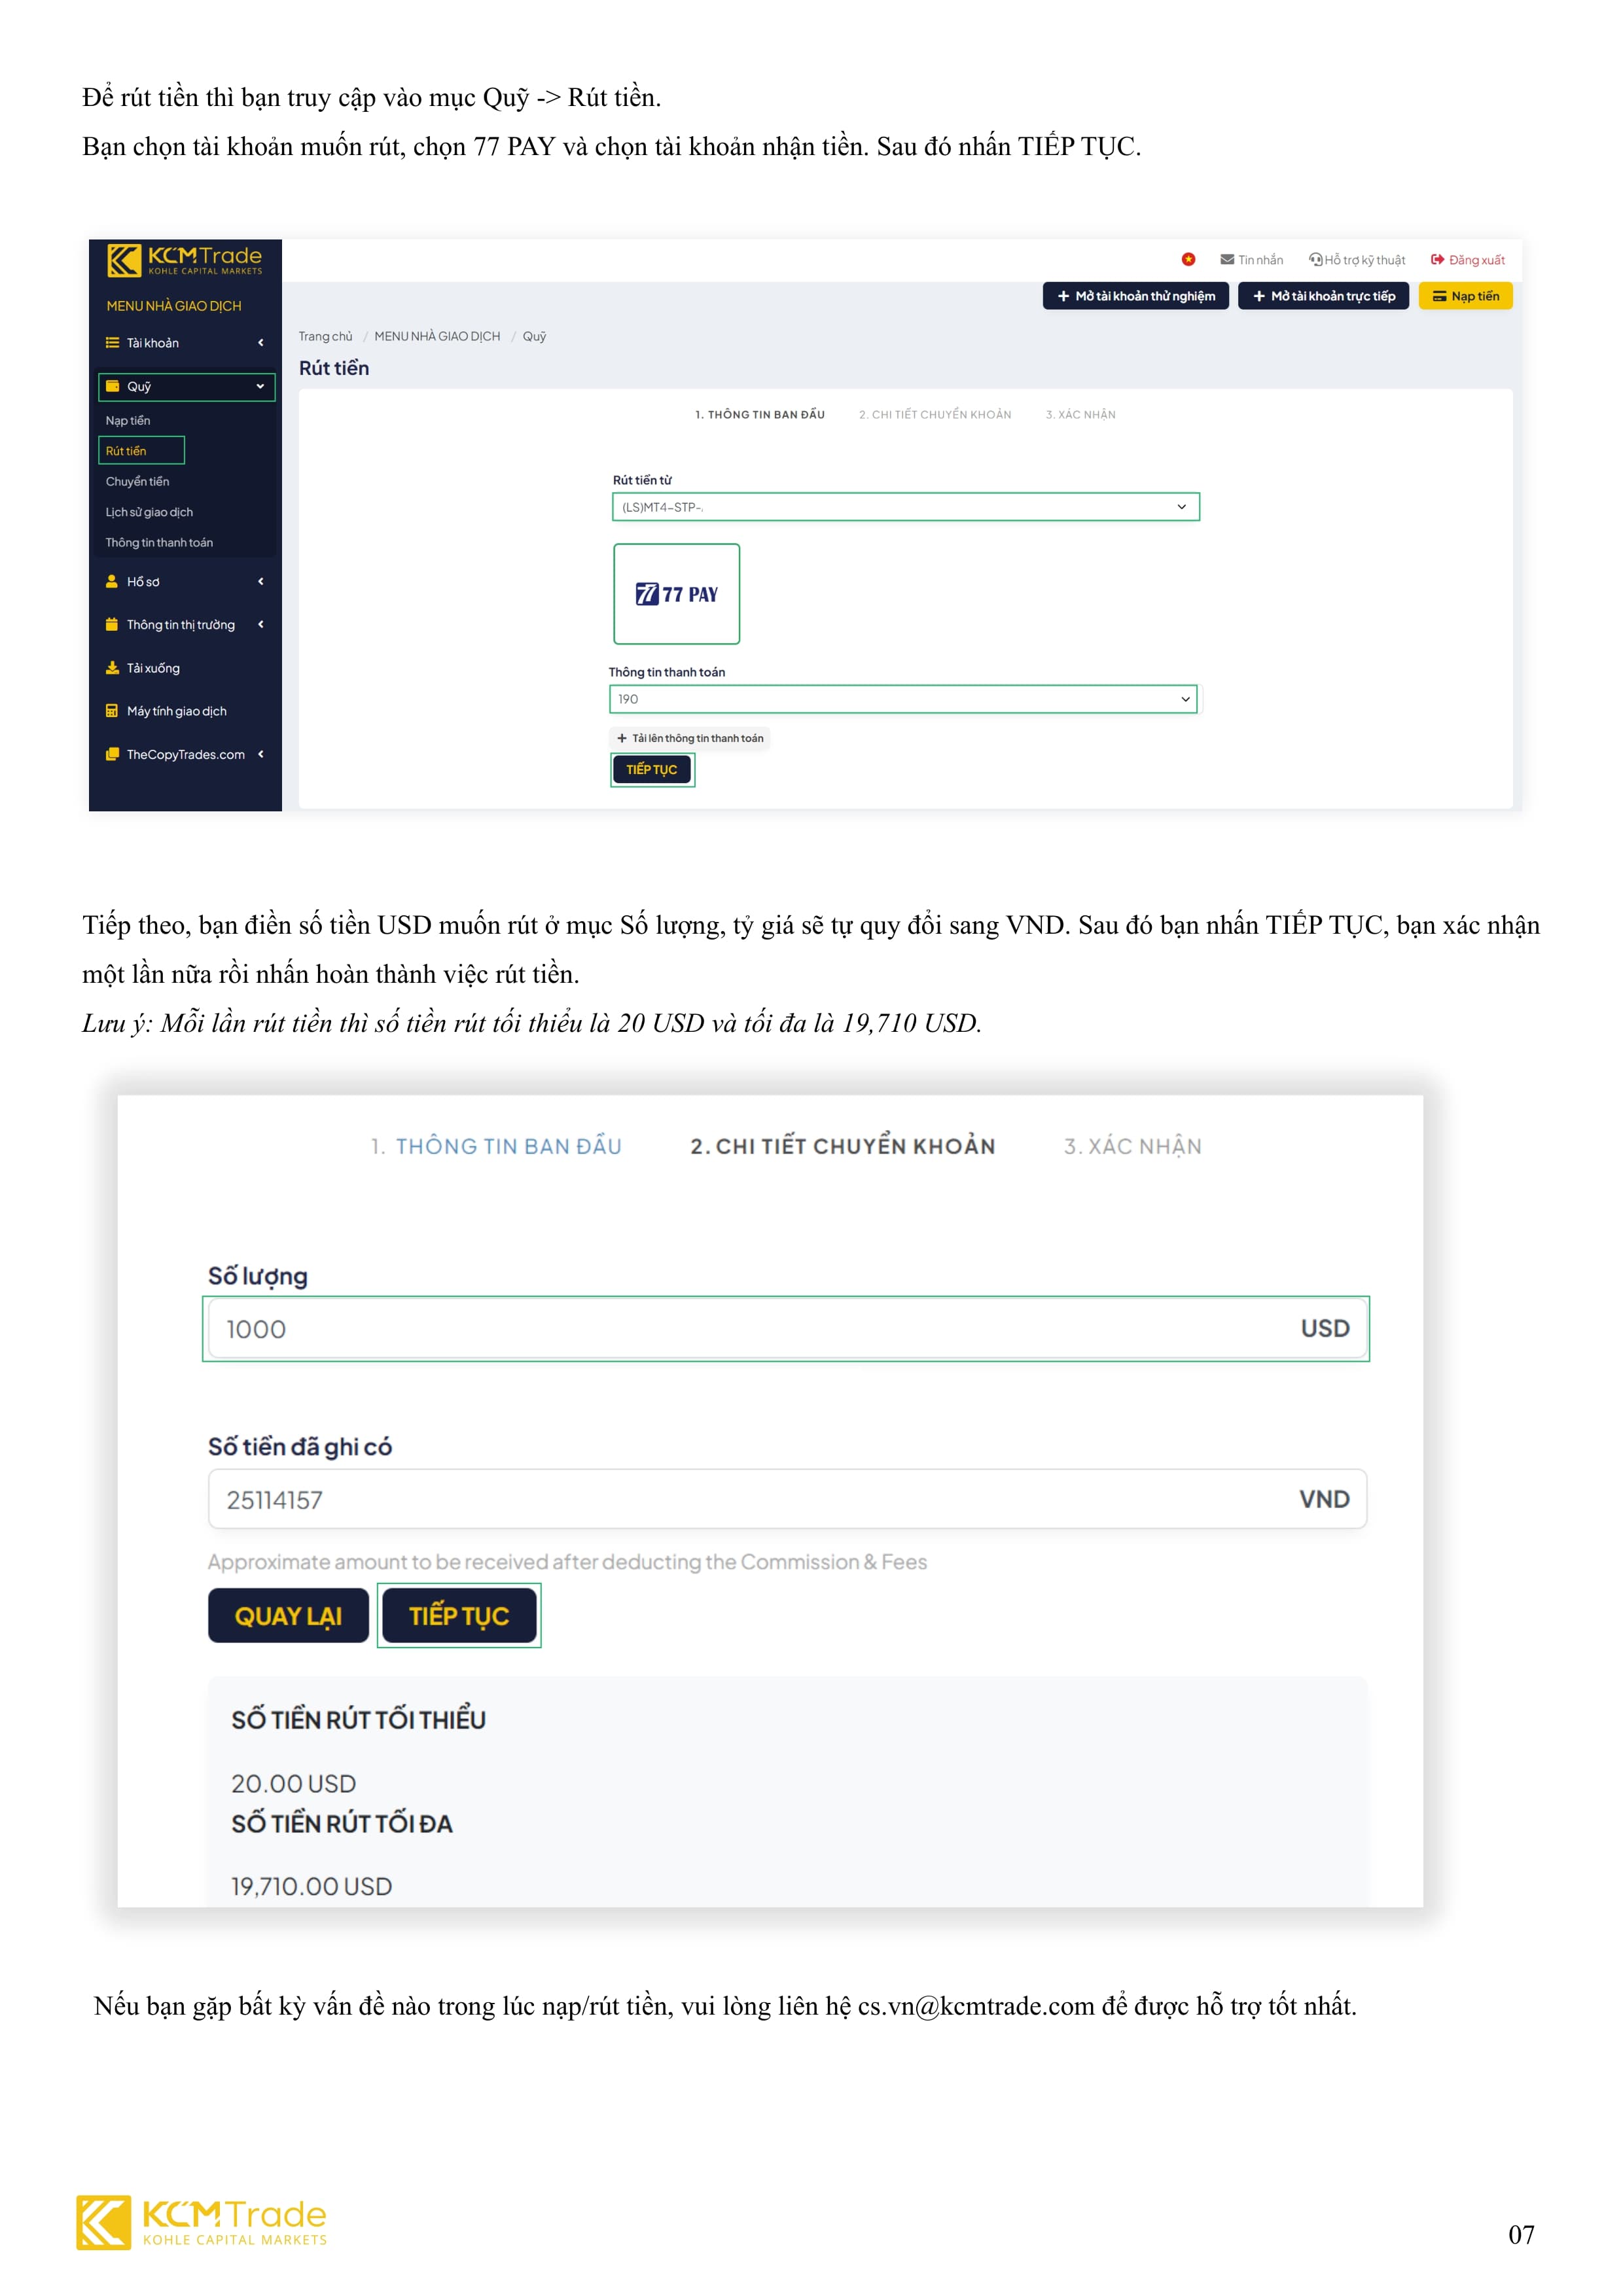 Để rút tiền thì bạn truy cập vào mục Quỹ -> Rút tiền.
Bạn chọn tài khoản muốn rút, chọn 77 PAY và chọn tài khoản nhận tiền. Sau đó nhấn TIẾP TỤC.
KCMTrade
KOHLE CAPITAL MARKETS
MENU NHÀ GIAO DỊCH
Tài khoản
Quỹ
Nạp tiền
Rút tiền
Chuyển tiền
Lịch sử giao dịch
Thông tin thanh toán
Hồ sơ
Thông tin thị trường
Tải xuống
Máy tính giao dịch
TheCopyTrades.com
Tin nhắn Hỗ trợ kỹ thuật Đăng xuất
+ Mở tài khoản thử nghiệm + Mở tài khoản trực tiếp Nạp tiền
Trang chủ / MENU NHÀ GIAO DỊCH / Quỹ
Rút tiền
1. THÔNG TIN BAN ĐẦU 2. CHI TIẾT CHUYỂN KHOẢN 3. XÁC NHẬN
Rút tiền từ
(LS)MT4-STP-.
77 77 PAY
Thông tin thanh toán
190
+ Tải lên thông tin thanh toán
TIẾP TỤC
Tiếp theo, bạn điền số tiền USD muốn rút ở mục Số lượng, tỷ giá sẽ tự quy đổi sang VND. Sau đó bạn nhấn TIẾP TỤC, bạn xác nhận
một lần nữa rồi nhấn hoàn thành việc rút tiền.
Lưu ý: Mỗi lần rút tiền thì số tiền rút tối thiểu là 20 USD và tối đa là 19,710 USD.
1. THÔNG TIN BAN ĐẦU 2. CHI TIẾT CHUYỂN KHOẢN 3. XÁC NHẬN
Số lượng
1000 USD
Số tiền đã ghi có
25114157 VND
Approximate amount to be received after deducting the Commission & Fees
QUAY LẠI TIẾP TỤC
SỐ TIỀN RÚT TỐI THIỂU
20.00 USD
SỐ TIỀN RÚT TỐI ĐA
19,710.00 USD
Nếu bạn gặp bất kỳ vấn đề nào trong lúc nạp/rút tiền, vui lòng liên hệ cs.vn@kcmtrade.com để được hỗ trợ tốt nhất.
KCMTrade
KOHLE CAPITAL MARKETS
07